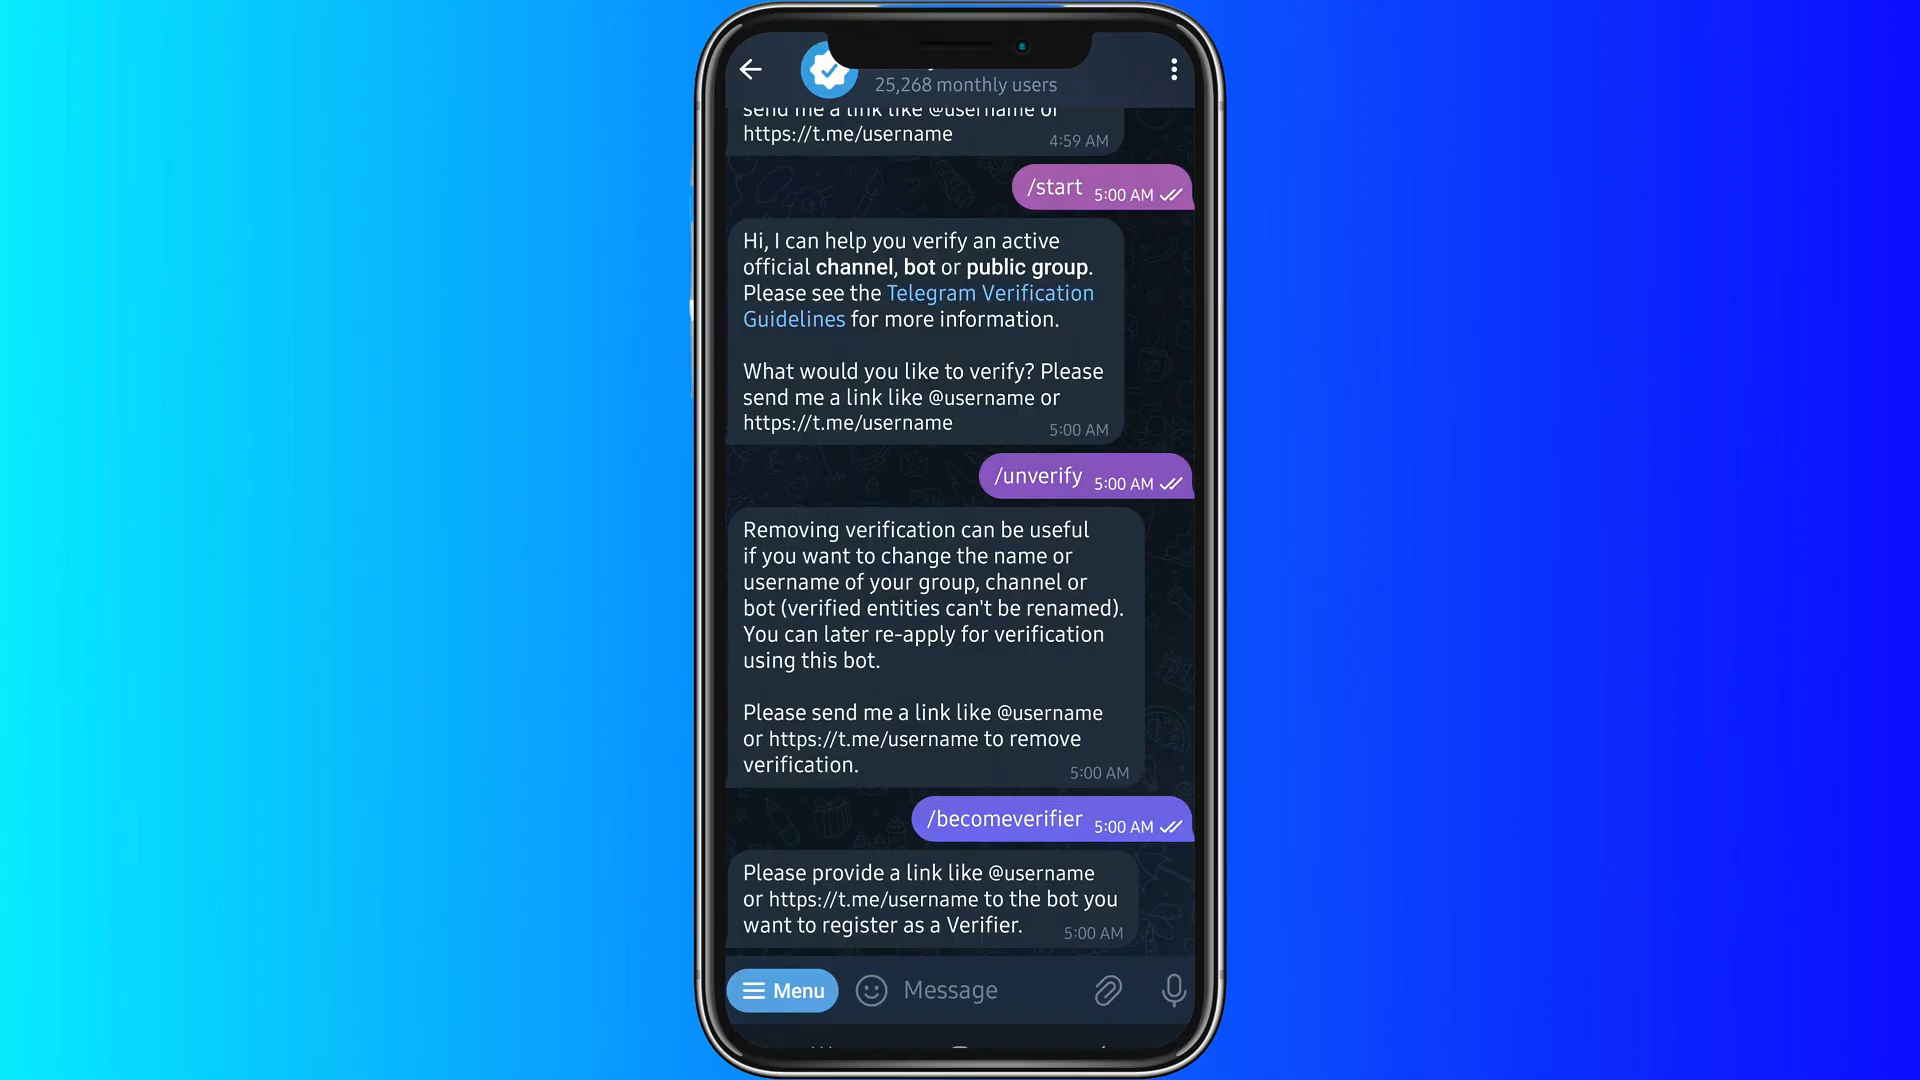 25,268 monthly users
send me a link like @username or
https://t.me/username
4:59 AM
/start 5:00 AM
Hi, I can help you verify an active
official channel, bot or public group.
Please see the Telegram Verification
Guidelines for more information.
What would you like to verify? Please
send me a link like @username or
https://t.me/username
5:00 AM
/unverify 5:00 AM
Removing verification can be useful
if you want to change the name or
username of your group, channel or
bot (verified entities can't be renamed).
You can later re-apply for verification
using this bot.
Please send me a link like @username
or https://t.me/username to remove
verification.
5:00 AM
/becomeverifier 5:00 AM
Please provide a link like @username
or https://t.me/username to the bot you
want to register as a Verifier.
5:00 AM
Menu
Message